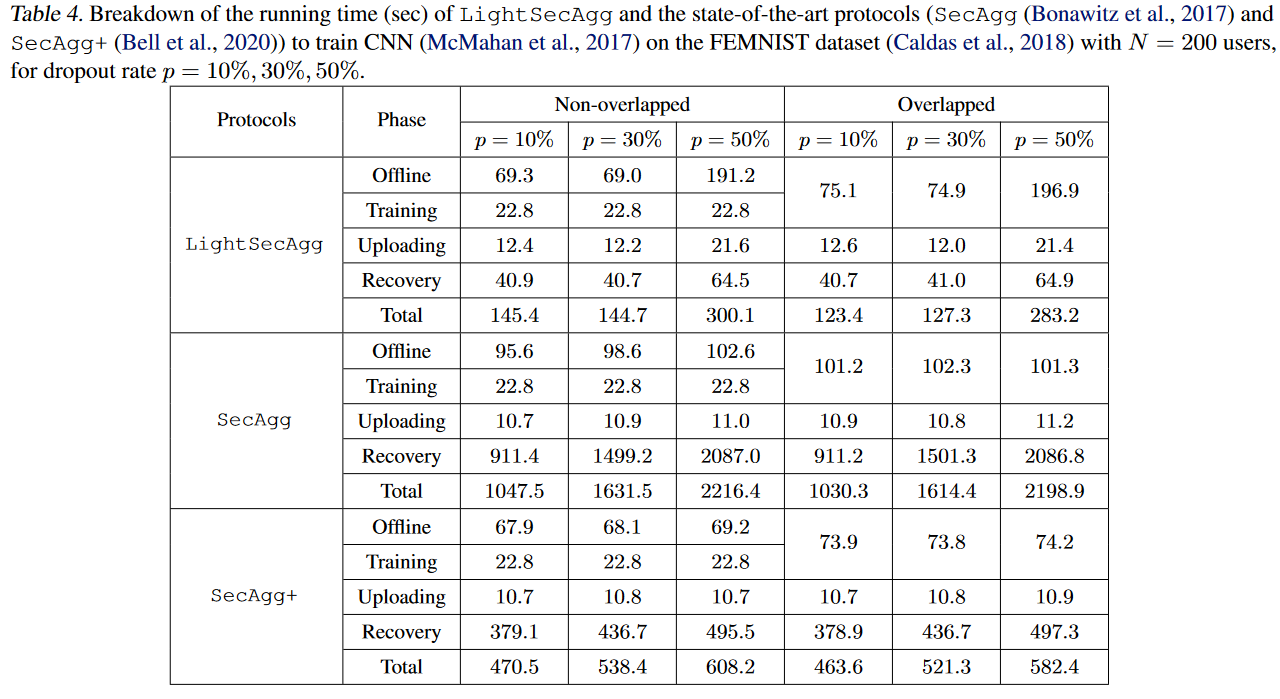 Table 4. Breakdown of the running time (sec) of LightSecAgg and the state-of-the-art protocols (SecAgg (Bonawitz et al., 2017) and
SecAgg+ (Bell et al., 2020)) to train CNN (McMahan et al., 2017) on the FEMNIST dataset (Caldas et al., 2018) with N = 200 users,
for dropout rate p = 10%, 30%, 50%.
Protocols Phase Non-overlapped Overlapped
p = 10% p = 30% p = 50% p = 10% p = 30% p = 50%
LightSecAgg
Offline 69.3 69.0 191.2 75.1 74.9 196.9
Training 22.8 22.8 22.8
Uploading 12.4 12.2 21.6 12.6 12.0 21.4
Recovery 40.9 40.7 64.5 40.7 41.0 64.9
Total 145.4 144.7 300.1 123.4 127.3 283.2
SecAgg
Offline 95.6 98.6 102.6 101.2 102.3 101.3
Training 22.8 22.8 22.8
Uploading 10.7 10.9 11.0 10.9 10.8 11.2
Recovery 911.4 1499.2 2087.0 911.2 1501.3 2086.8
Total 1047.5 1631.5 2216.4 1030.3 1614.4 2198.9
SecAgg+
Offline 67.9 68.1 69.2 73.9 73.8 74.2
Training 22.8 22.8 22.8
Uploading 10.7 10.8 10.7 10.7 10.8 10.9
Recovery 379.1 436.7 495.5 378.9 436.7 497.3
Total 470.5 538.4 608.2 463.6 521.3 582.4